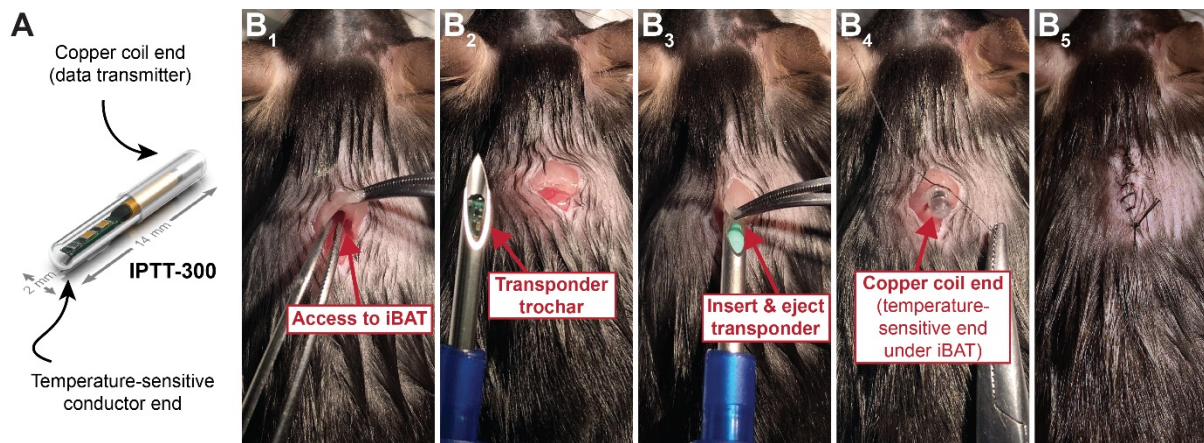 A
Copper coil end
(data transmitter)
14 mm
2 mm
IPTT-300
Temperature-sensitive
conductor end
B1
Access to iBAT
B2
Transponder
trochar
B3
Insert & eject
transponder
B4
Copper coil end
(temperature-
sensitive end
under iBAT)
B5